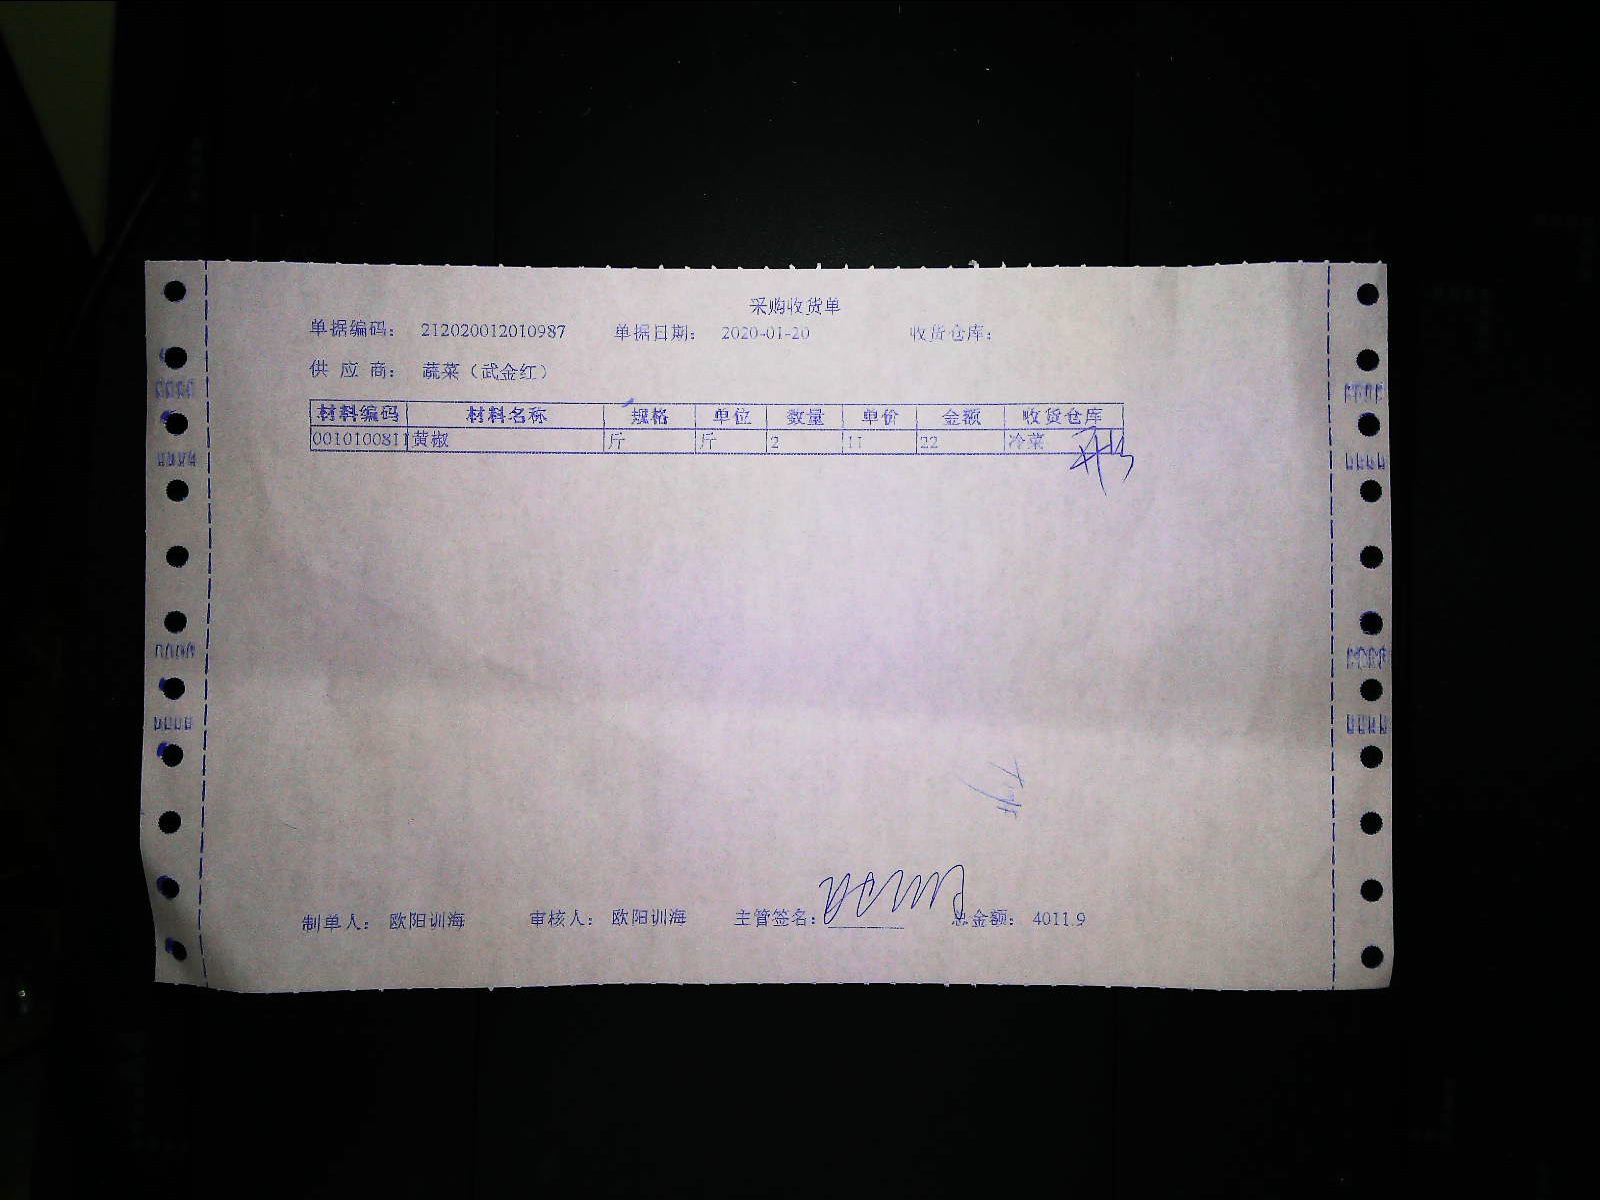 采购收货单
单据编码： 212020012010987 单据日期： 2020-01-20 收货仓库：
供 应 商： 蔬菜（武金红）
材料编码 材料名称 规格 单位 数量 单价 金额 收货仓库
0010100811 黄椒 斤 斤 2 11 22 冷菜
制单人： 欧阳训海 审核人： 欧阳训海 主管签名： 总金额： 4011.9